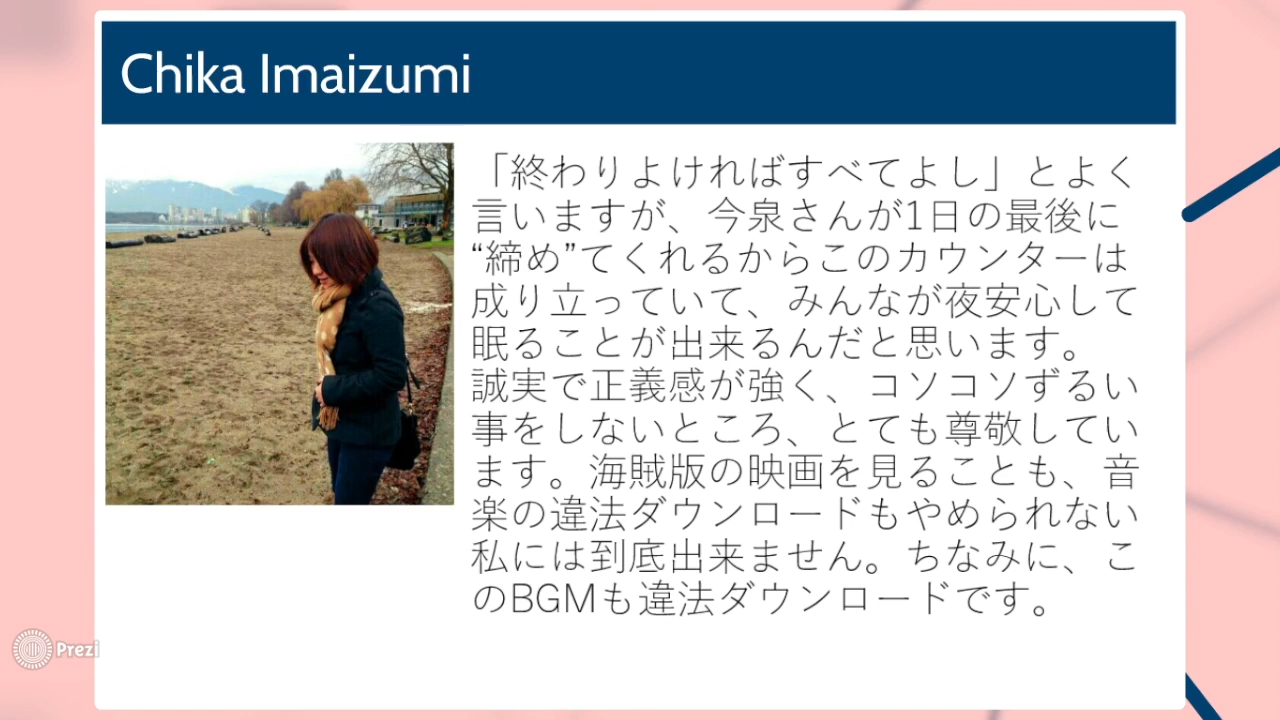 Chika Imaizumi
「終わりよければすべてよし」とよく
言いますが、今泉さんが1日の最後に
“締め”てくれるからこのカウンターは
成り立っていて、みんなが夜安心して
眠ることが出来るんだと思います。
誠実で正義感が強く、コソコソずるい
事をしないところ、とても尊敬してい
ます。海賊版の映画を見ることも、音
楽の違法ダウンロードもやめられない
私には到底出来ません。ちなみに、こ
のBGMも違法ダウンロードです。
Prezi